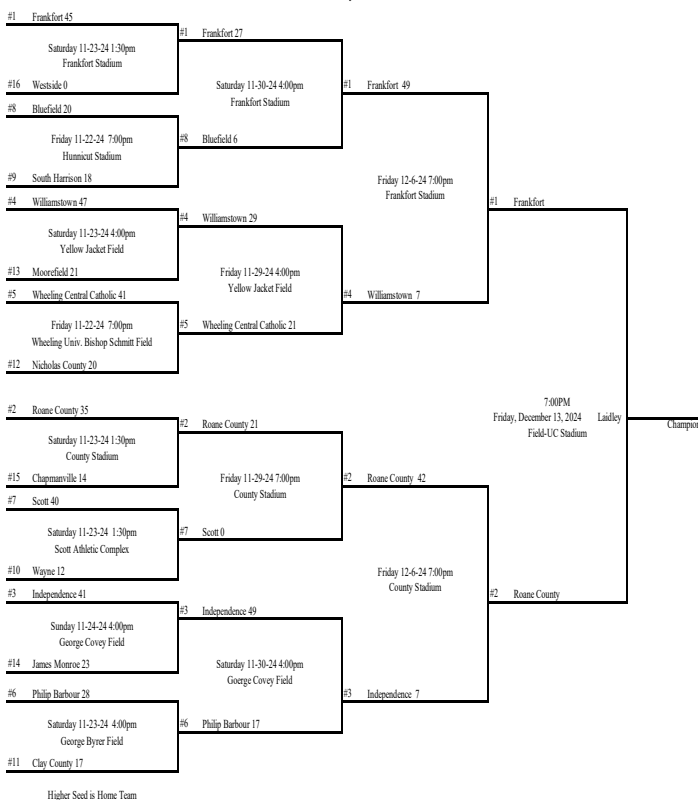 #1 Frankfort 45
Saturday 11-23-24 1:30pm
Frankfort Stadium
#16 Westside 0
#8 Bluefield 20
Friday 11-22-24 7:00pm
Hunnicut Stadium
#9 South Harrison 18
#4 Williamstown 47
Saturday 11-23-24 4:00pm
Yellow Jacket Field
#13 Moorefield 21
#5 Wheeling Central Catholic 41
Friday 11-22-24 7:00pm
Wheeling Univ. Bishop Schmitt Field
#12 Nicholas County 20
#2 Roane County 35
Saturday 11-23-24 1:30pm
County Stadium
#15 Chapmanville 14
#7 Scott 40
Saturday 11-23-24 1:30pm
Scott Athletic Complex
#10 Wayne 12
#3 Independence 41
Sunday 11-24-24 4:00pm
George Covey Field
#14 James Monroe 23
#6 Philip Barbour 28
Saturday 11-23-24 4:00pm
George Byrer Field
#11 Clay County 17
Higher Seed is Home Team
#1 Frankfort 27
Saturday 11-30-24 4:00pm
Frankfort Stadium
#8 Bluefield 6
#4 Williamstown 29
Friday 11-29-24 4:00pm
Yellow Jacket Field
#5 Wheeling Central Catholic 21
#2 Roane County 21
Friday 11-29-24 7:00pm
County Stadium
#7 Scott 0
#3 Independence 49
Saturday 11-30-24 4:00pm
Goerge Covey Field
#6 Philip Barbour 17
#1 Frankfort 49
Friday 12-6-24 7:00pm
Frankfort Stadium
#4 Williamstown 7
#2 Roane County 42
Friday 12-6-24 7:00pm
County Stadium
#3 Independence 7
#1 Frankfort
7:00PM
Friday, December 13, 2024 Laidley
Field-UC Stadium
#2 Roane County
Champion